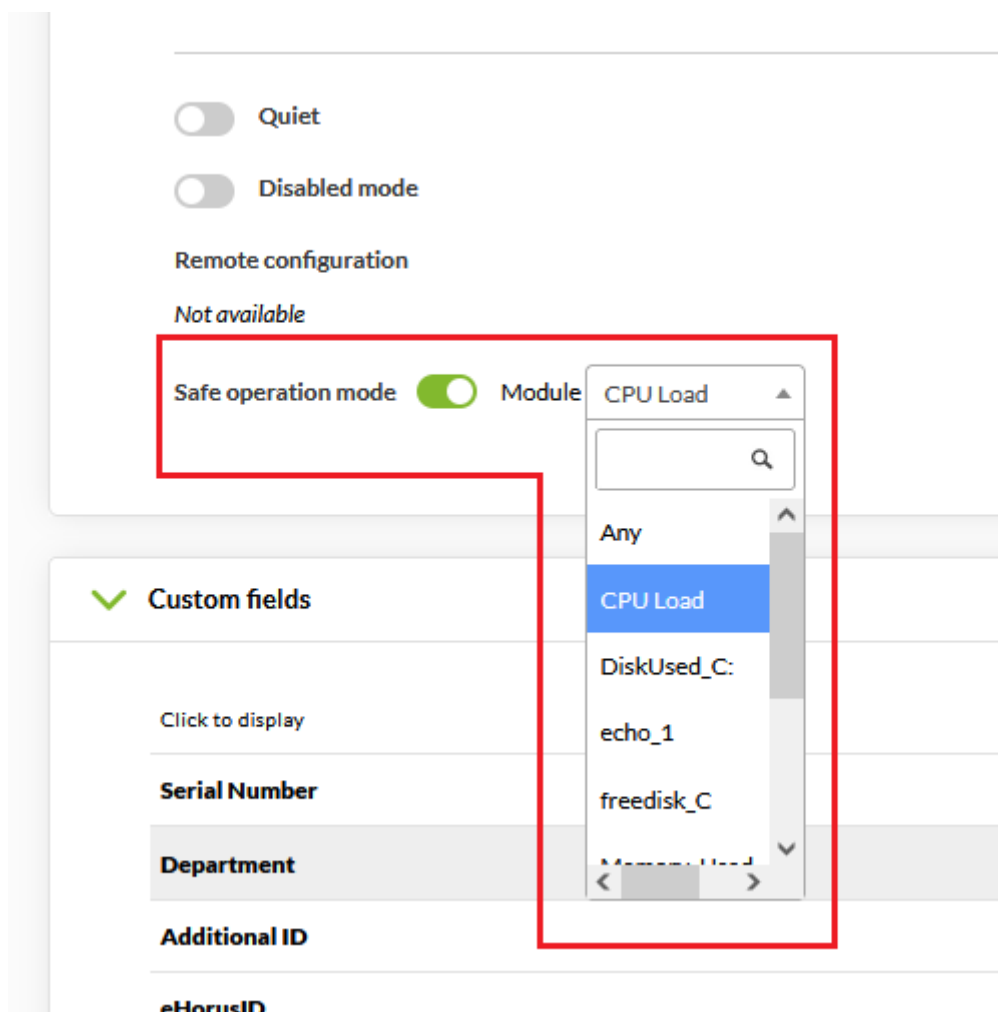 Quiet
Disabled mode
Remote configuration
Not available
Safe operation mode Module CPU Load
Any
CPU Load
DiskUsed_C:
echo_1
freedisk_C
Custom fields
Click to display
Serial Number
Department
Additional ID
eHorusID